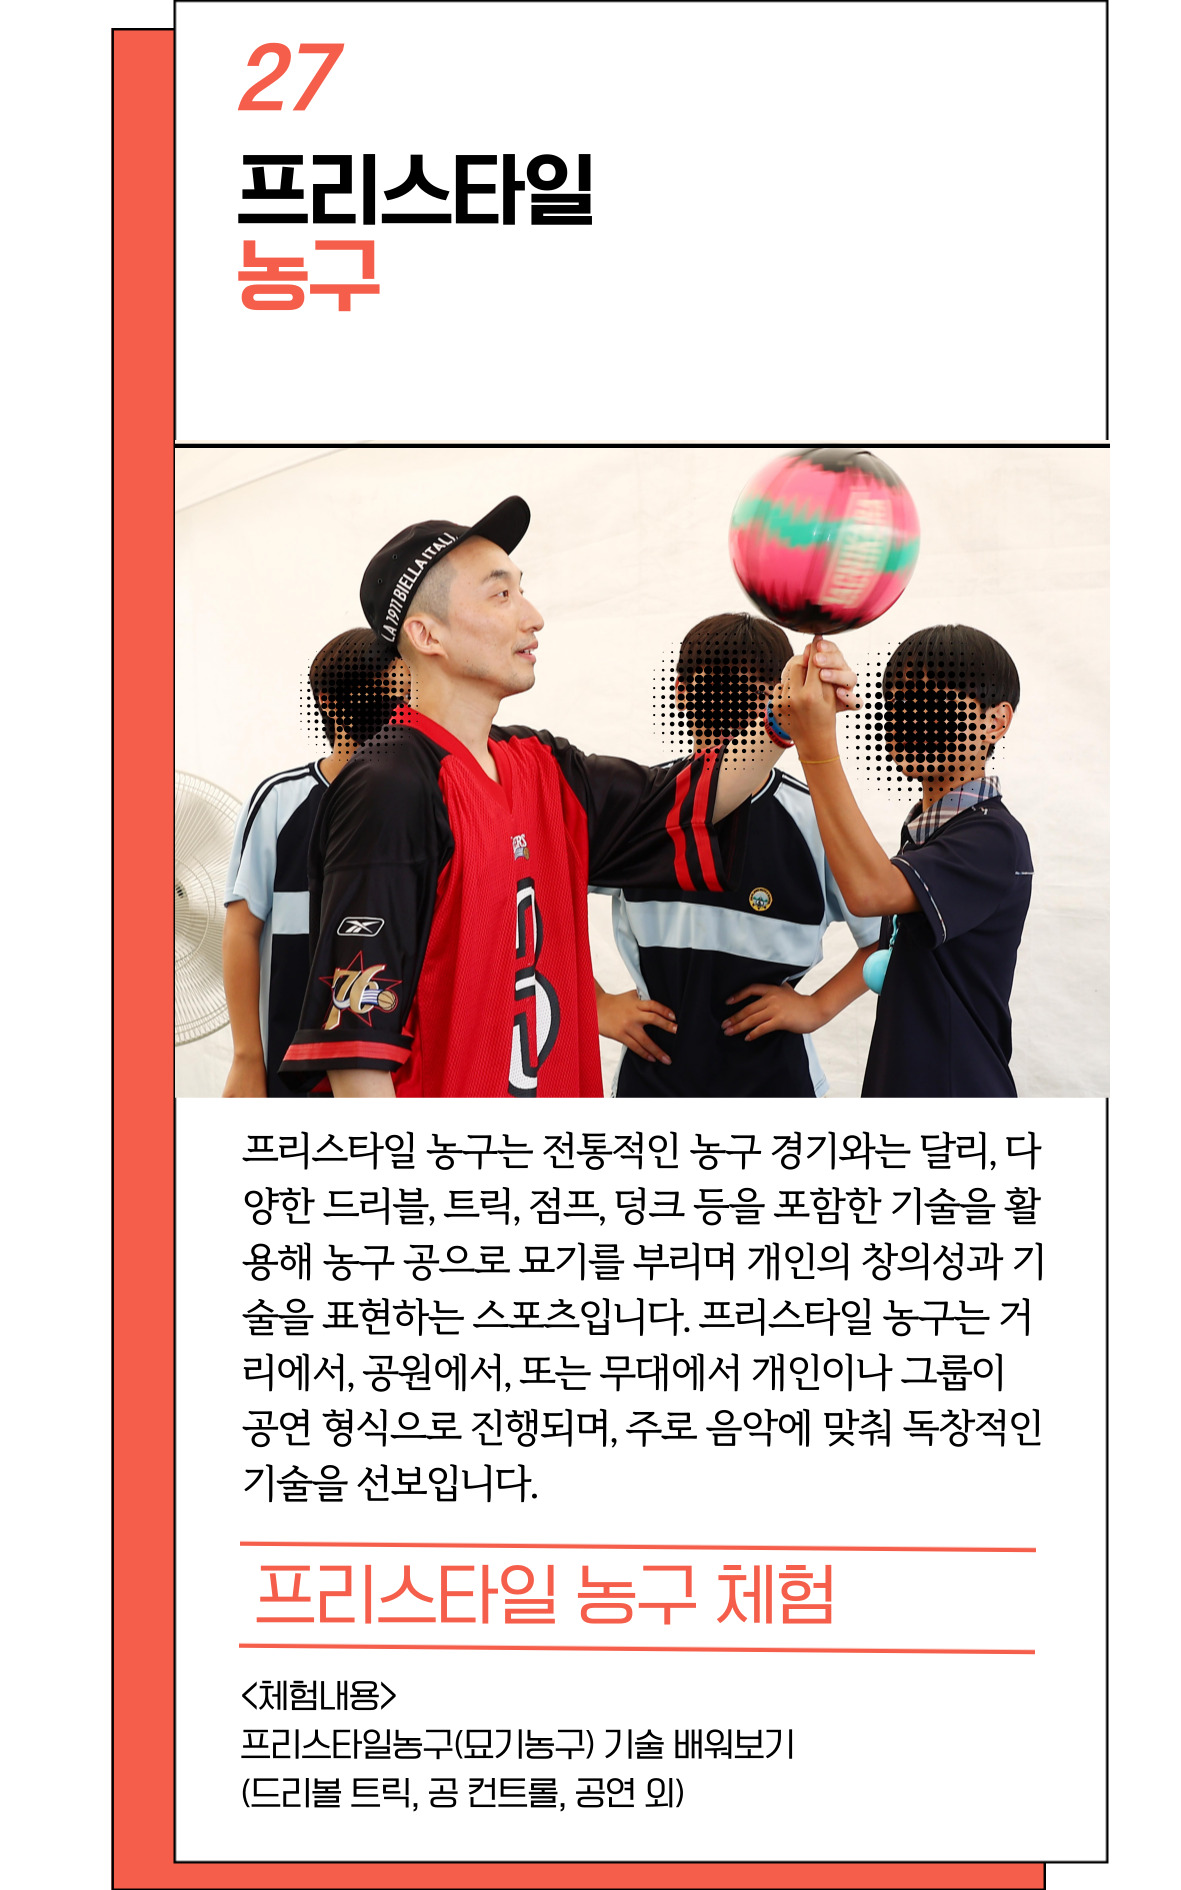 27
프리스타일
농구
LA 1911 BIELLA ITALI
TACHIKARA
ERS
76
프리스타일 농구는 전통적인 농구 경기와는 달리, 다
양한 드리블, 트릭, 점프, 덩크 등을 포함한 기술을 활
용해 농구 공으로 묘기를 부리며 개인의 창의성과 기
술을 표현하는 스포츠입니다. 프리스타일 농구는 거
리에서, 공원에서, 또는 무대에서 개인이나 그룹이
공연 형식으로 진행되며, 주로 음악에 맞춰 독창적인
기술을 선보입니다.
프리스타일 농구 체험
<체험내용>
프리스타일농구(묘기농구) 기술 배워보기
(드리볼 트릭, 공 컨트롤, 공연 외)